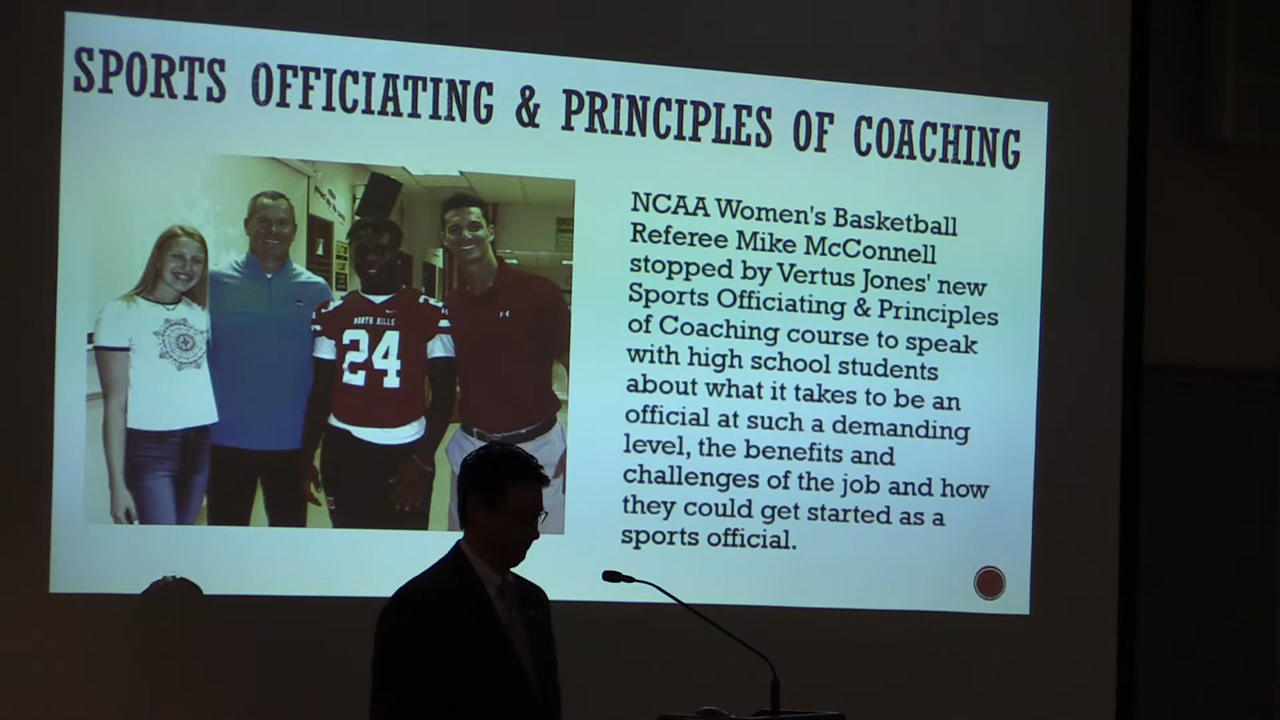 SPORTS OFFICIATING & PRINCIPLES OF COACHING
NCAA Women's Basketball
Referee Mike McConnell
stopped by Vertus Jones' new
Sports Officiating & Principles
of Coaching course to speak
with high school students
about what it takes to be an
official at such a demanding
level, the benefits and
challenges of the job and how
they could get started as a
sports official.
NORTH HILLS
24